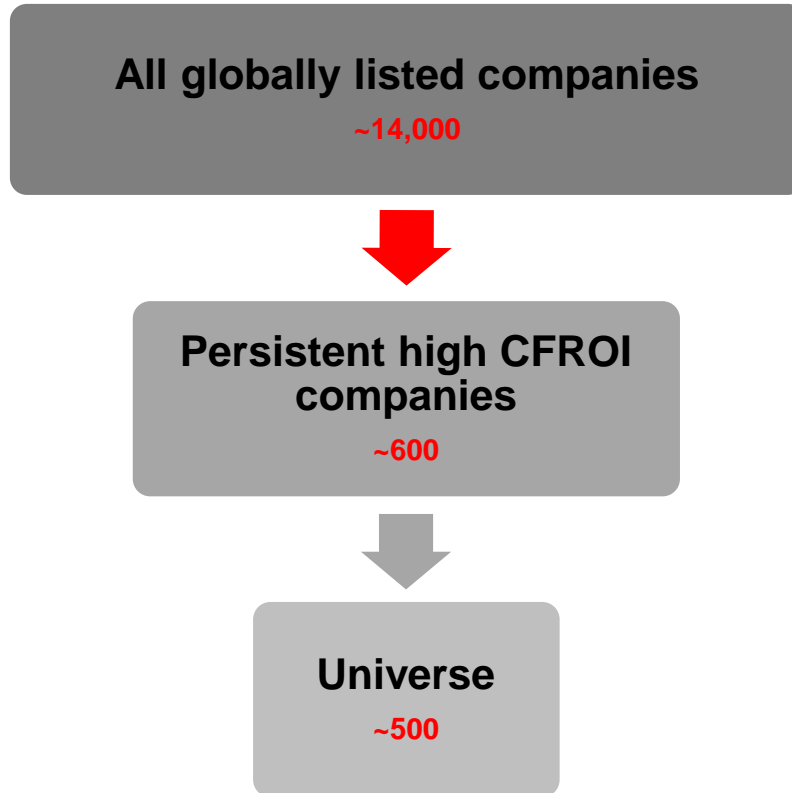 All globally listed companies
~14,000
Persistent high CFROI
companies
~600
Universe
~500